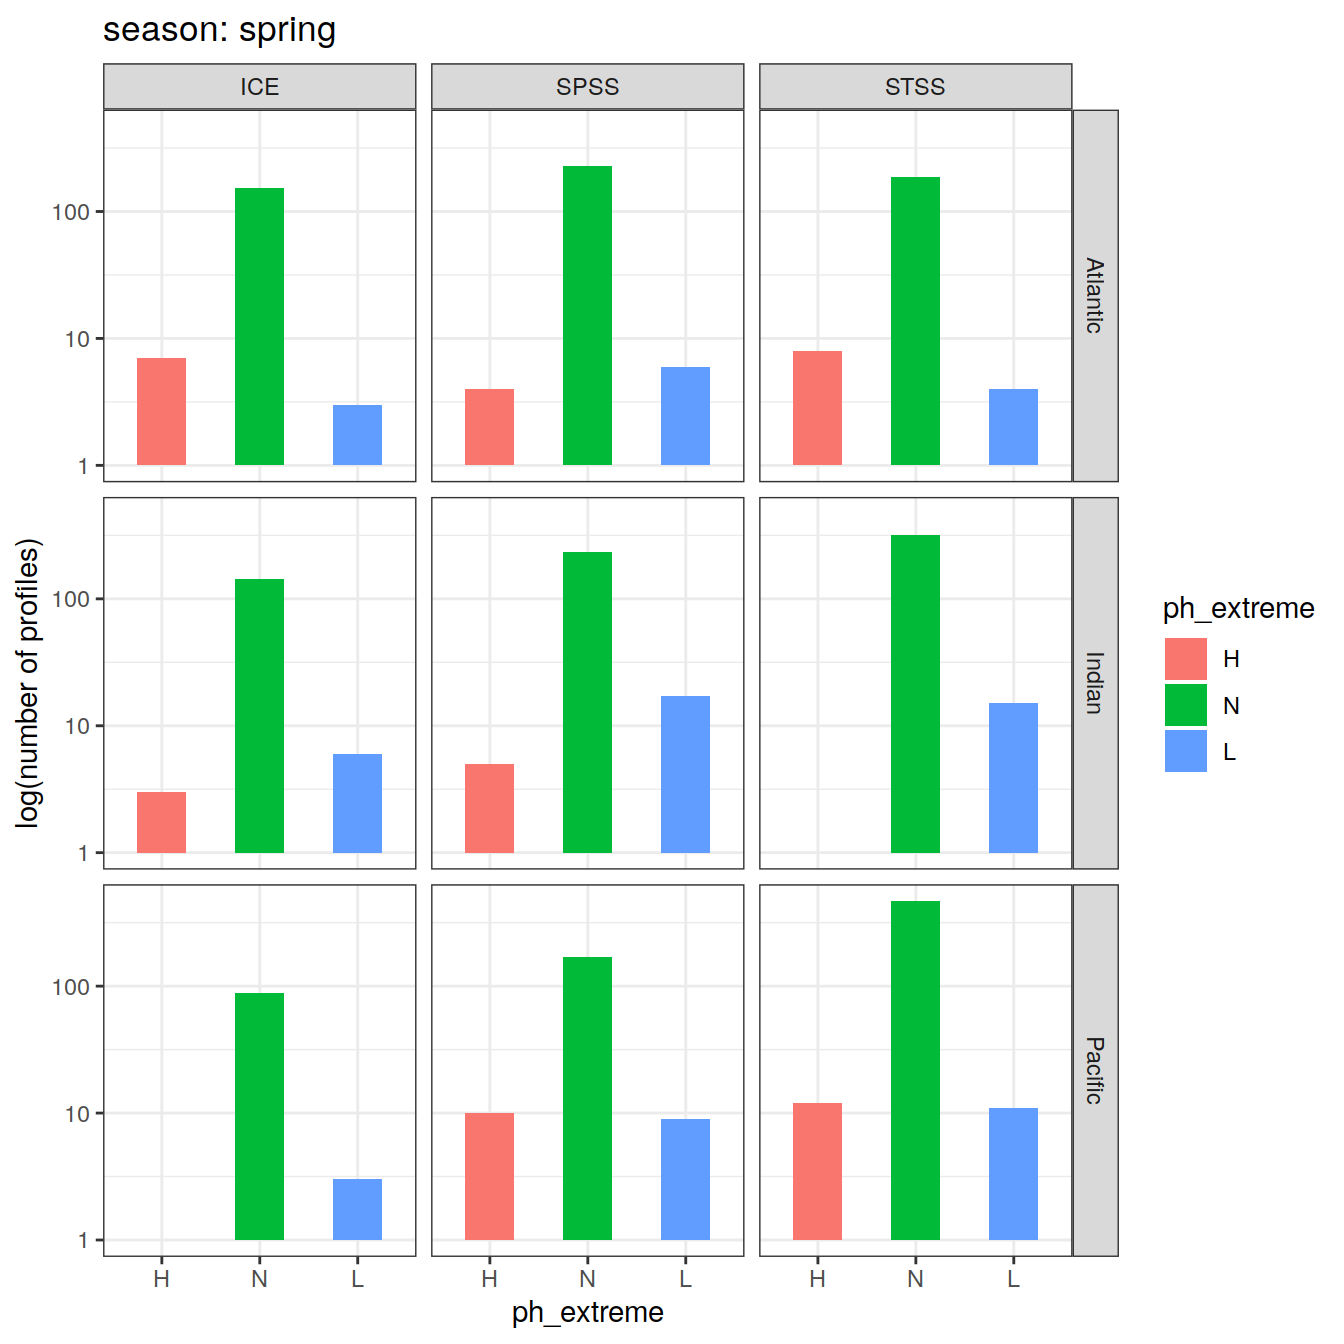 season: spring
ICE SPSS STSS
100
10
1
Atlantic
100
10
1
Indian
100
10
1
Pacific
H N L H N L H N L
ph_extreme
log(number of profiles)
ph_extreme
H
N
L